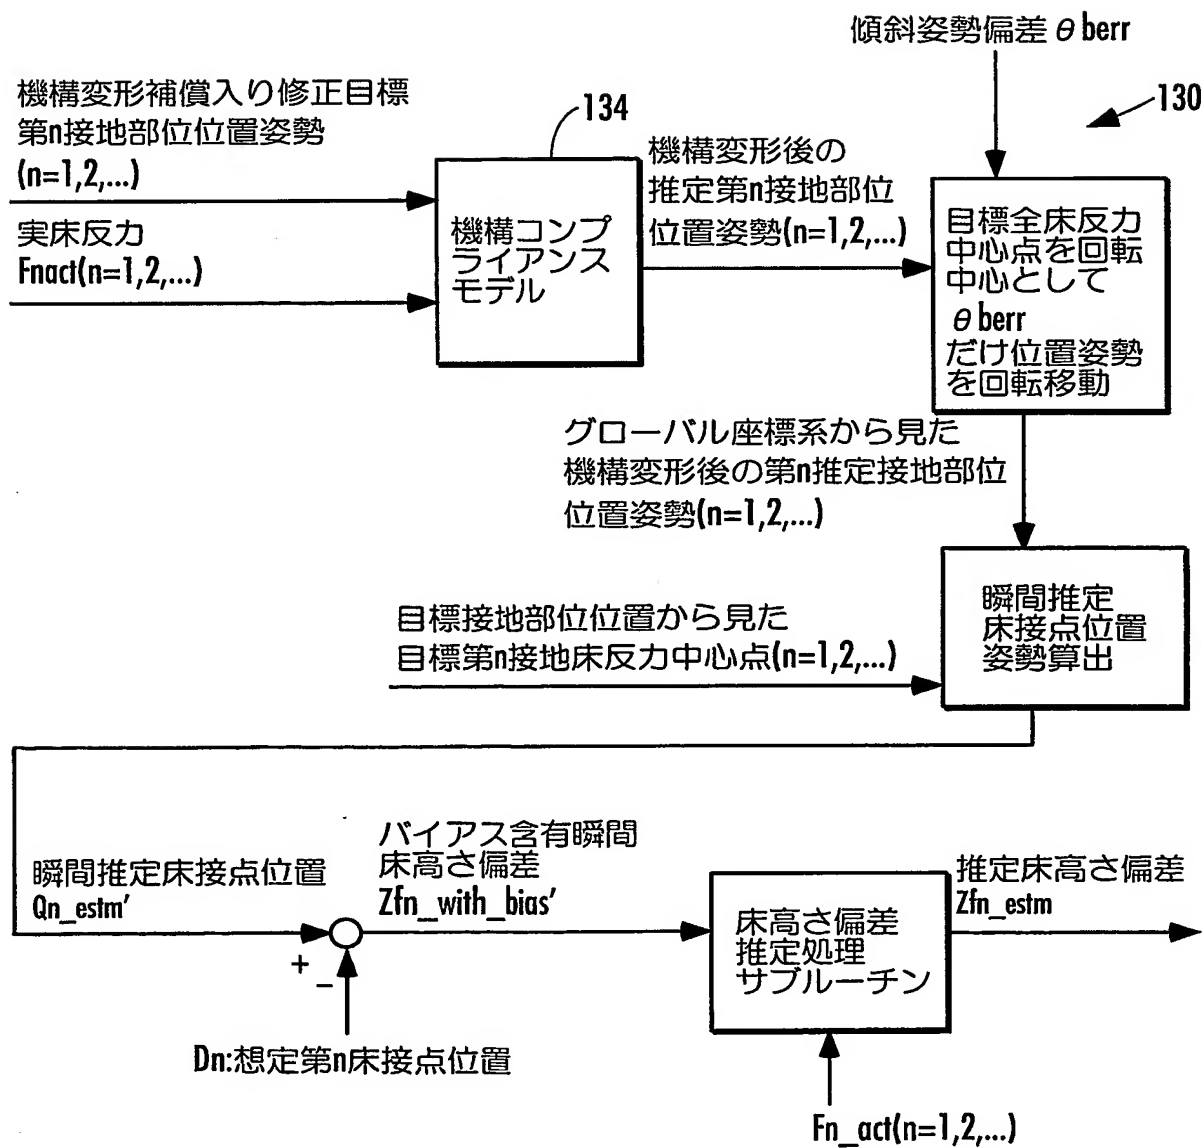 傾斜姿勢偏差 θ berr
130
機構変形補償入り修正目標
第n接地部位位置姿勢
(n=1,2,...)
実床反力
Fnact(n=1,2,...)
134
機構コンプ
ライアンス
モデル
機構変形後の
推定第n接地部位
位置姿勢(n=1,2,...)
目標全床反力
中心点を回転
中心として
θ berr
だけ位置姿勢
を回転移動
グローバル座標系から見た
機構変形後の第n推定接地部位
位置姿勢(n=1,2,...)
瞬間推定
床接点位置
姿勢算出
目標接地部位位置から見た
目標第n接地床反力中心点(n=1,2,...)
瞬間推定床接点位置
Qn_estm'
+
-
Dn:想定第n床接点位置
バイアス含有瞬間
床高さ偏差
Zfn_with_bias'
床高さ偏差
推定処理
サブルーチン
推定床高さ偏差
Zfn_estm
Fn_act(n=1,2,...)